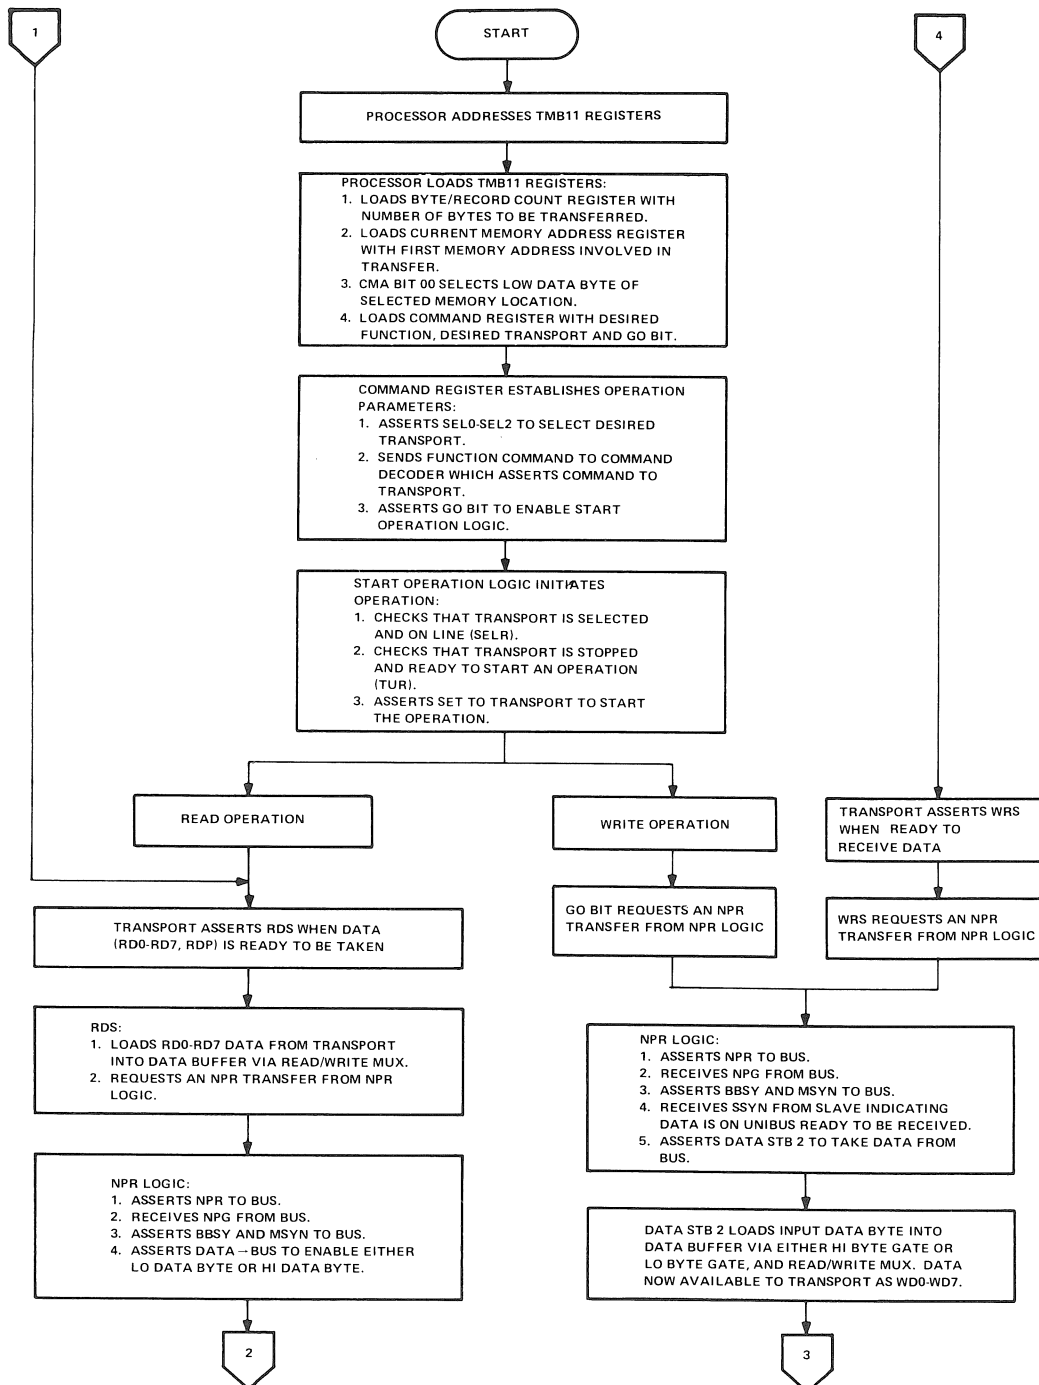 1
START
4
PROCESSOR ADDRESSES TMB11 REGISTERS
PROCESSOR LOADS TMB11 REGISTERS:
1. LOADS BYTE/RECORD COUNT REGISTER WITH
NUMBER OF BYTES TO BE TRANSFERRED.
2. LOADS CURRENT MEMORY ADDRESS REGISTER
WITH FIRST MEMORY ADDRESS INVOLVED IN
TRANSFER.
3. CMA BIT 00 SELECTS LOW DATA BYTE OF
SELECTED MEMORY LOCATION.
4. LOADS COMMAND REGISTER WITH DESIRED
FUNCTION, DESIRED TRANSPORT AND GO BIT.
COMMAND REGISTER ESTABLISHES OPERATION
PARAMETERS:
1. ASSERTS SEL0-SEL2 TO SELECT DESIRED
TRANSPORT.
2. SENDS FUNCTION COMMAND TO COMMAND
DECODER WHICH ASSERTS COMMAND TO
TRANSPORT.
3. ASSERTS GO BIT TO ENABLE START
OPERATION LOGIC.
START OPERATION LOGIC INITIATES
OPERATION:
1. CHECKS THAT TRANSPORT IS SELECTED
AND ON LINE (SELR).
2. CHECKS THAT TRANSPORT IS STOPPED
AND READY TO START AN OPERATION
(TUR).
3. ASSERTS SET TO TRANSPORT TO START
THE OPERATION.
READ OPERATION
TRANSPORT ASSERTS RDS WHEN DATA
(RD0-RD7, RDP) IS READY TO BE TAKEN
RDS:
1. LOADS RD0-RD7 DATA FROM TRANSPORT
INTO DATA BUFFER VIA READ/WRITE MUX.
2. REQUESTS AN NPR TRANSFER FROM NPR
LOGIC.
NPR LOGIC:
1. ASSERTS NPR TO BUS.
2. RECEIVES NPG FROM BUS.
3. ASSERTS BBSY AND MSYN TO BUS.
4. ASSERTS DATA→BUS TO ENABLE EITHER
LO DATA BYTE OR HI DATA BYTE.
2
WRITE OPERATION
GO BIT REQUESTS AN NPR
TRANSFER FROM NPR LOGIC
TRANSPORT ASSERTS WRS
WHEN READY TO
RECEIVE DATA
WRS REQUESTS AN NPR
TRANSFER FROM NPR LOGIC
NPR LOGIC:
1. ASSERTS NPR TO BUS.
2. RECEIVES NPG FROM BUS.
3. ASSERTS BBSY AND MSYN TO BUS.
4. RECEIVES SSYN FROM SLAVE INDICATING
DATA IS ON UNIBUS READY TO BE RECEIVED.
5. ASSERTS DATA STB 2 TO TAKE DATA FROM
BUS.
DATA STB 2 LOADS INPUT DATA BYTE INTO
DATA BUFFER VIA EITHER HI BYTE GATE OR
LO BYTE GATE, AND READ/WRITE MUX. DATA
NOW AVAILABLE TO TRANSPORT AS WD0-WD7.
3